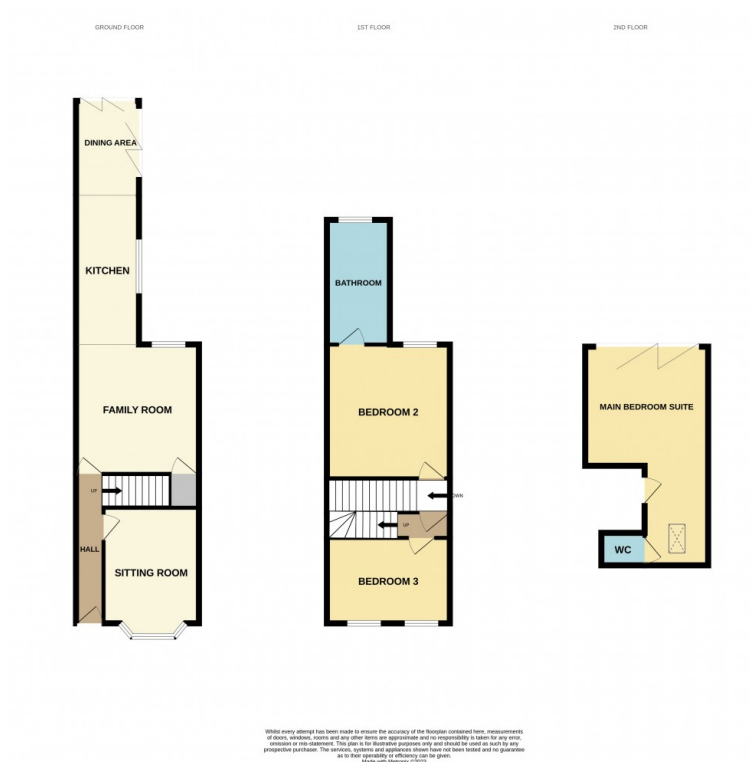 GROUND FLOOR
1ST FLOOR
2ND FLOOR
DINING AREA
KITCHEN
FAMILY ROOM
UP
HALL
SITTING ROOM
BATHROOM
BEDROOM 2
DOWN
UP
BEDROOM 3
MAIN BEDROOM SUITE
WC
Whilst every attempt has been made to ensure the accuracy of the floorplan contained here, measurements
of doors, windows, rooms and any other items are approximate and no responsibility is taken for any error,
omission or mis-statement. This plan is for illustrative purposes only and should be used as such by any
prospective purchaser. The services, systems and appliances shown have not been tested and no guarantee
as to their operability or efficiency can be given.
Made with Metropix ©2023